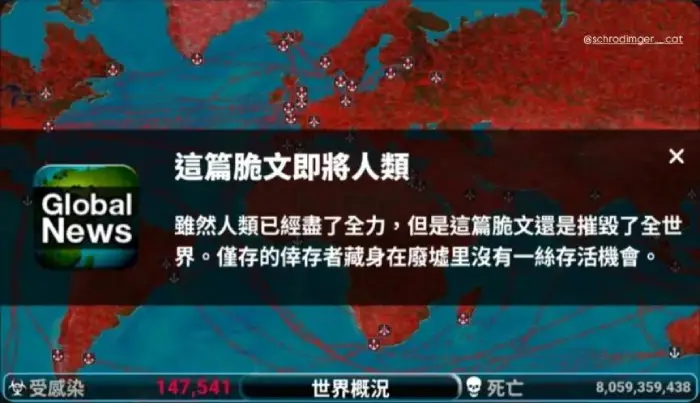 @schrodimger__cat
這篇脆文即將人類
Global
News
雖然人類已經盡了全力，但是這篇脆文還是摧毀了全世
界。僅存的倖存者藏身在廢墟里沒有一絲存活機會。
受感染
147,541
世界概況
死亡
8,059,359,438